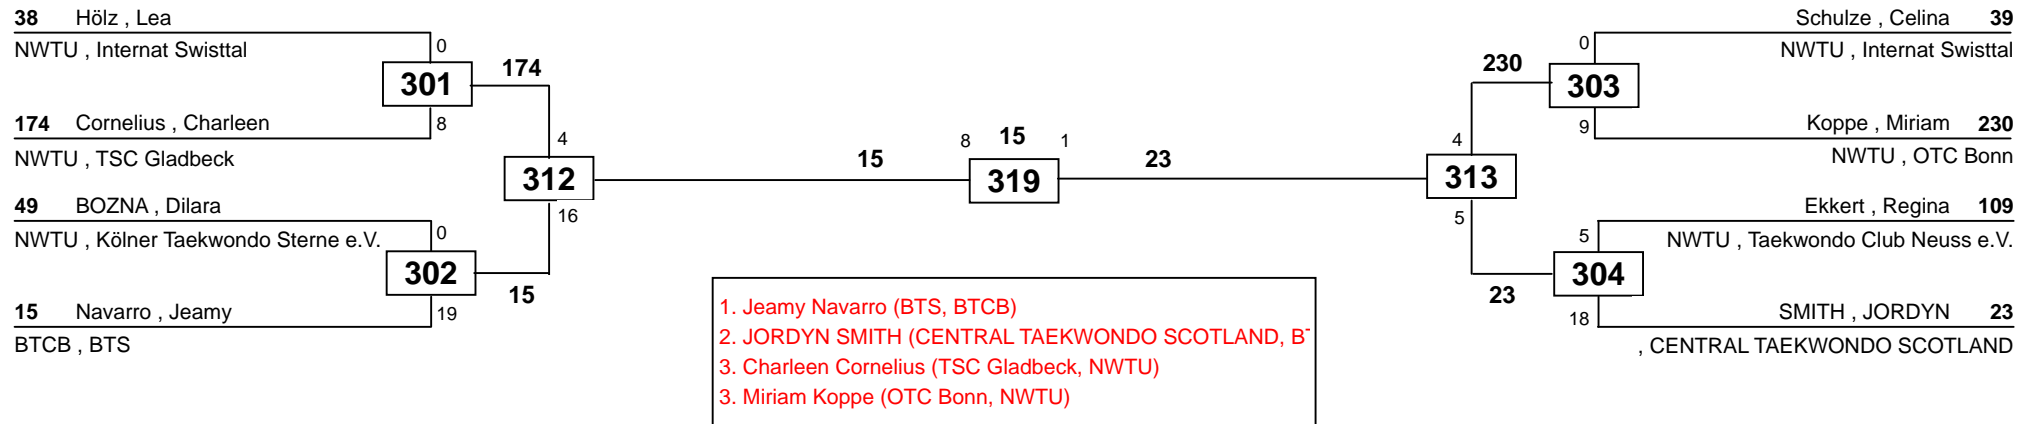 38 Hölz , Lea
NWTU , Internat Swisttal
0
301
174
8
174 Cornelius , Charleen
NWTU , TSC Gladbeck
4
312
16
49 BOZNA , Dilara
NWTU , Kölner Taekwondo Sterne e.V.
0
302
15
19
15 Navarro , Jeamy
BTCB , BTS
15
8 15 1
319
23
Schulze , Celina 39
NWTU , Internat Swisttal
0
230
303
9
Koppe , Miriam 230
NWTU , OTC Bonn
4
313
5
Ekkert , Regina 109
NWTU , Taekwondo Club Neuss e.V.
5
304
23
18
SMITH , JORDYN 23
, CENTRAL TAEKWONDO SCOTLAND
1. Jeamy Navarro (BTS, BTCB)
2. JORDYN SMITH (CENTRAL TAEKWONDO SCOTLAND,
3. Charleen Cornelius (TSC Gladbeck, NWTU)
3. Miriam Koppe (OTC Bonn, NWTU)